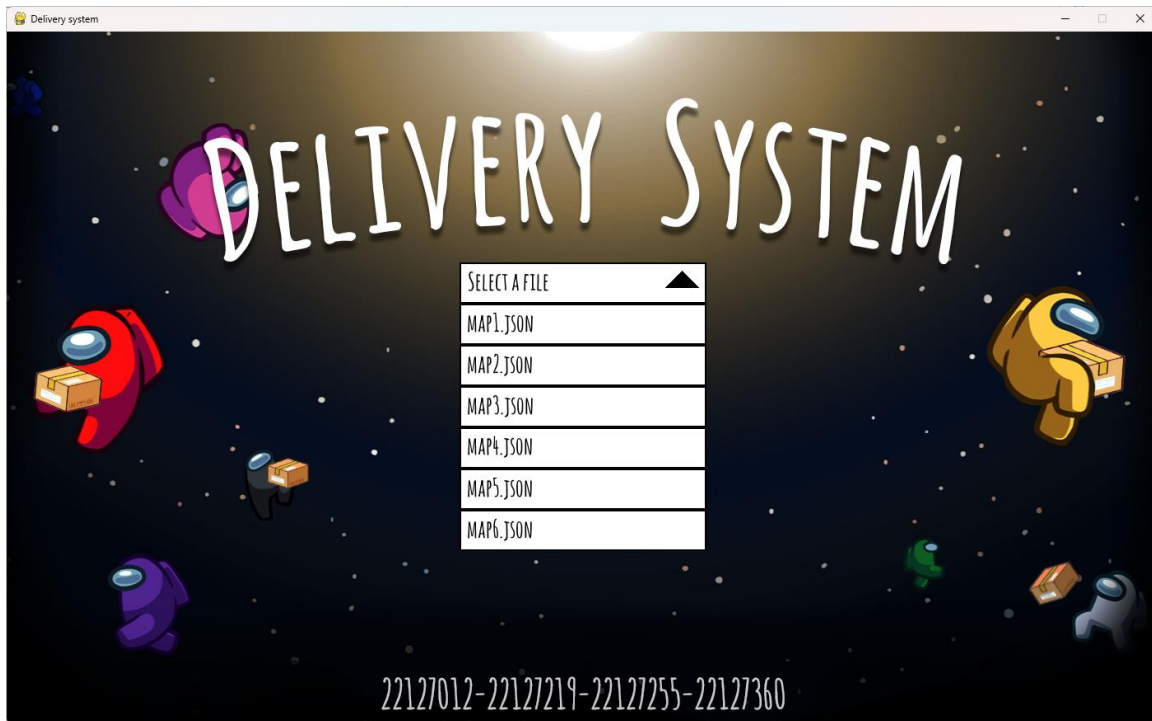 Delivery system
DELIVERY SYSTEM
SELECT A FILE
MAP1.JSON
MAP2.JSON
MAP3.JSON
MAP4.JSON
MAP5.JSON
MAP6.JSON
22127012-22127219-22127255-22127360